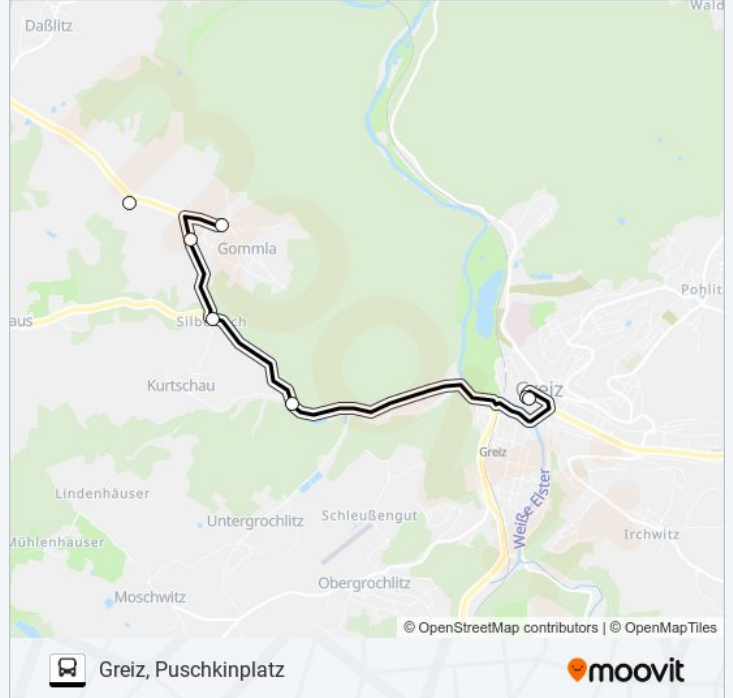 Wald
Daßlitz
Gommla
Pohlit
aus
Kurtschau
Greiz
Greiz
Weiße Elster
Lindenhäuser
Untergrochlitz
Schleußengut
Irchwitz
Mühlenhäuser
Obergrochlitz
Moschwitz
© OpenStreetMap contributors | © OpenMapTiles
Greiz, Puschkinplatz
moovit